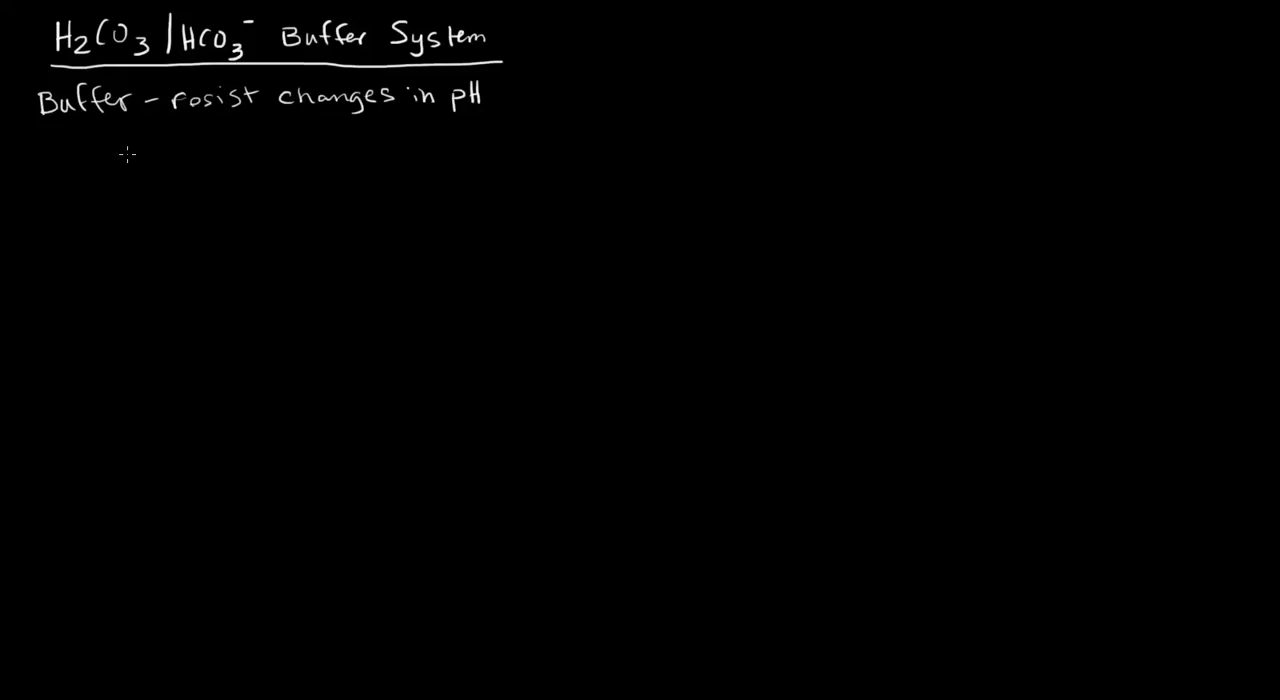 H₂CO₃/HCO₃⁻ Buffer System
Buffer - resist changes in pH